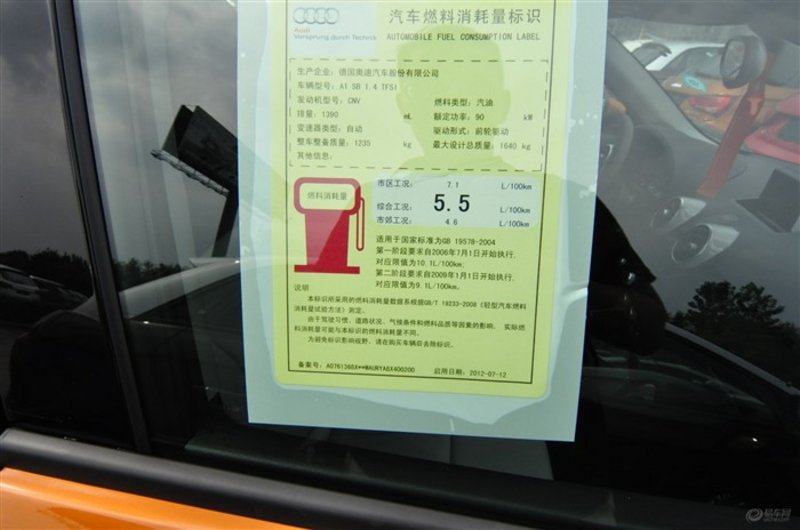 Audi
Vorsprung durch Technik
汽车燃料消耗量标识
AUTOMOBILE FUEL CONSUMPTION LABEL
生产企业: 德国奥迪汽车股份有限公司
车辆型号: A1 SB 1.4 TFSI
发动机型号: CNV 燃料类型: 汽油
排量: 1390 mL 额定功率: 90 kW
变速器类型: 自动 驱动形式: 前轮驱动
整车整备质量: 1235 kg 最大设计总质量: 1640 kg
其他信息:
燃料消耗量
市区工况: 7.1 L/100km
综合工况: 5.5 L/100km
市郊工况: 4.6 L/100km
适用于国家标准为GB 19578-2004
第一阶段要求自2006年7月1日开始执行,
对应限值为10.1L/100km;
第二阶段要求自2009年1月1日开始执行,
对应限值为9.1L/100km.
说明
本标识所采用的燃料消耗量数据系根据GB/T 19233-2008《轻型汽车燃料
消耗量试验方法》测定.
由于驾驶习惯、道路状况、气候条件和燃料品质等因素的影响, 实际燃
料消耗量可能与本标识的燃料消耗量不同.
为避免标识影响视野, 请在购买车辆后去除标识.
备案号: 启用日期: 2012-07-12
易车网